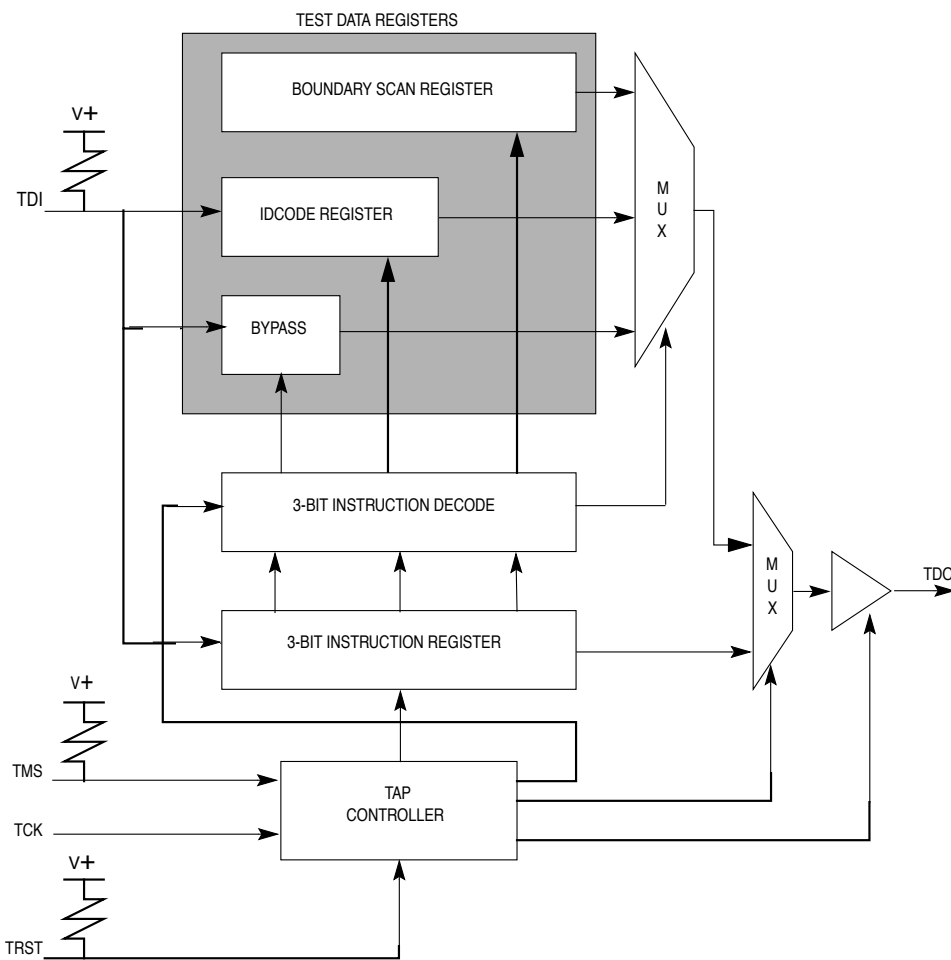 TEST DATA REGISTERS
BOUNDARY SCAN REGISTER
V+
TDI
IDCODE REGISTER
M
U
X
BYPASS
3-BIT INSTRUCTION DECODE
M
U
X
TDO
3-BIT INSTRUCTION REGISTER
V+
TMS
TAP
CONTROLLER
TCK
V+
TRST